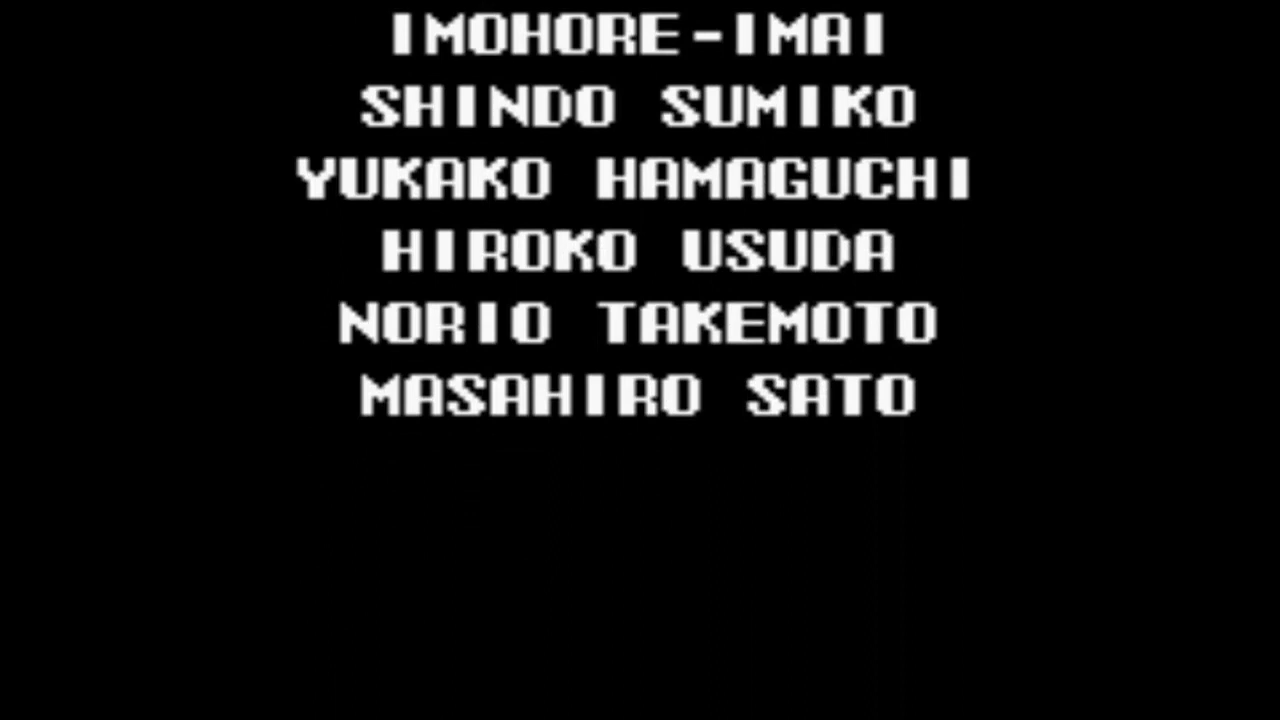 IMOHORE-IMAI
SHINDO SUMIKO
YUKAKO HAMAGUCHI
HIROKO USUDA
NORIO TAKEMOTO
MASAHIRO SATO